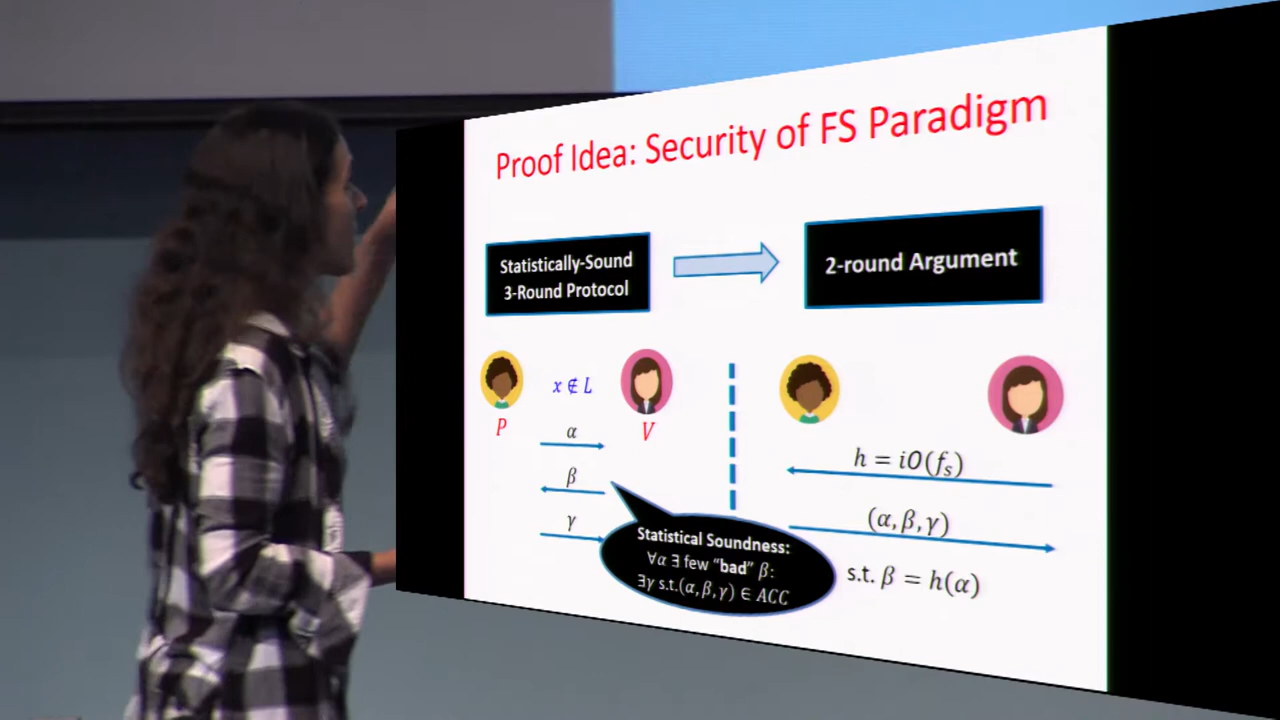 Proof Idea: Security of FS Paradigm
Statistically-Sound
3-Round Protocol
2-round Argument
x ∉ L
P
V
α
β
γ
Statistical Soundness:
∀α ∃ few “bad” β:
∃γ s.t.(α, β, γ) ∈ ACC
h = iO(fₛ)
(α, β, γ)
s.t. β = h(α)